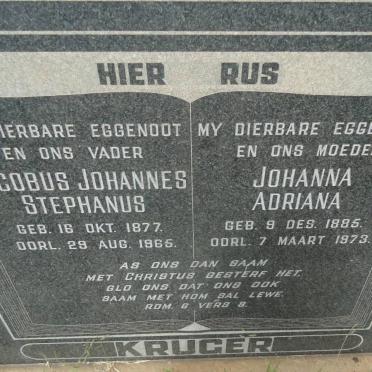 HIER RUS
DIERBARE EGGENOOT
EN ONS VADER
COBUS JOHANNES
STEPHANUS
GEB. 16 OKT. 1877.
OORL. 29 AUG. 1965.
MY DIERBARE EGGE
EN ONS MOEDE
JOHANNA
ADRIANA
GEB. 9 DES. 1885.
OORL. 7 MAART 1973.
AS ONS DAN SAAM
MET CHRISTUS GESTERF HET,
GLO ONS DAT ONS OOK
SAAM MET HOM SAL LEWE.
ROM. 6 VERS 8.
KRUGER